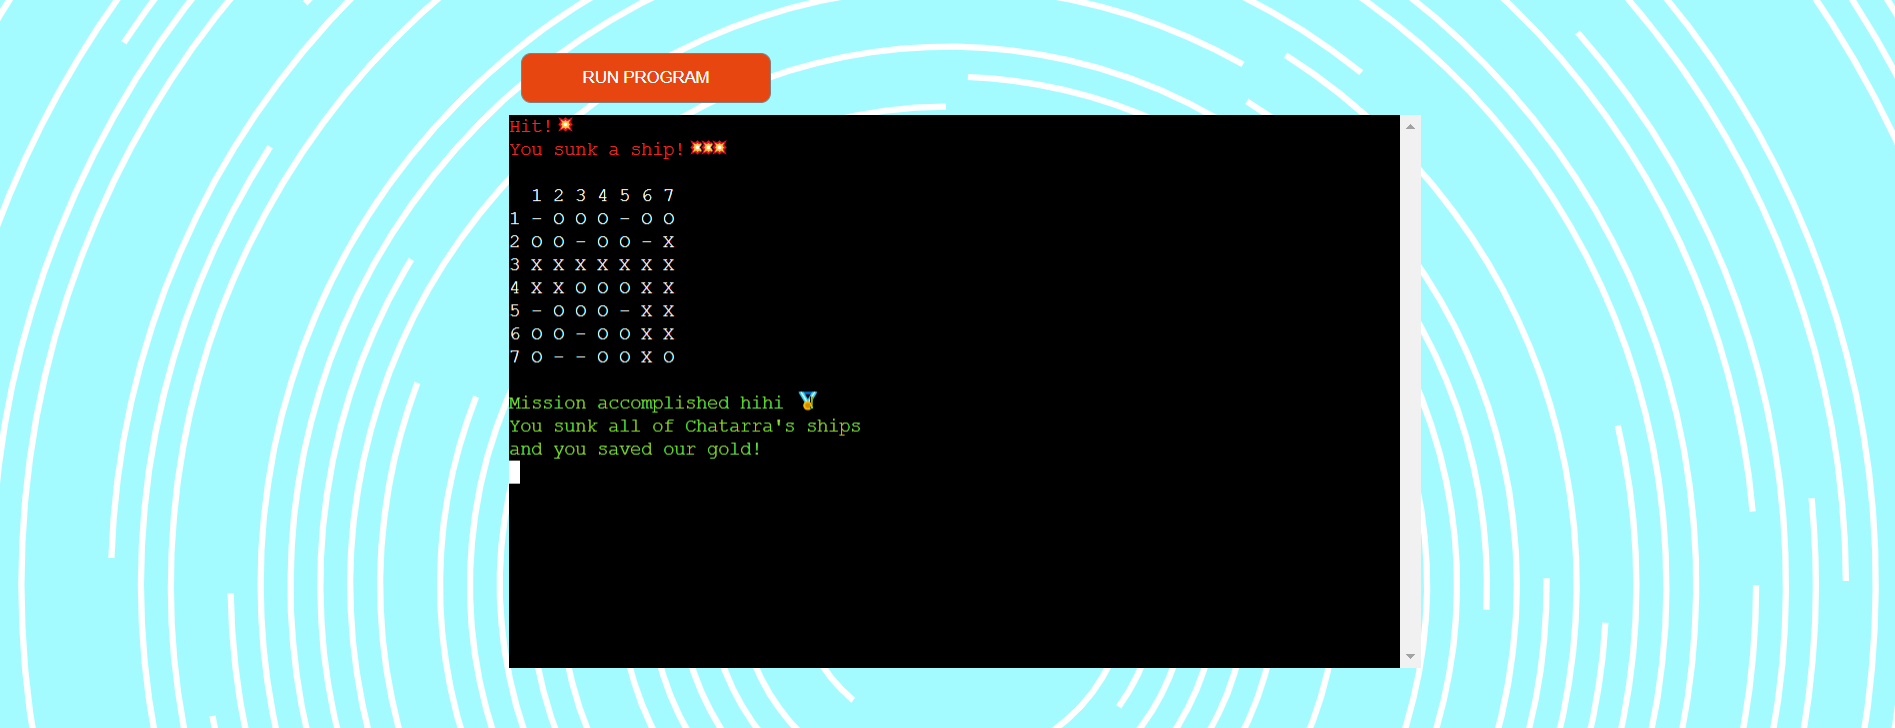 RUN PROGRAM
Hit!💥
You sunk a ship!💥💥💥
  1 2 3 4 5 6 7
1 - O O O - O O
2 O O - O O - X
3 X X X X X X X
4 X X O O O X X
5 - O O O - X X
6 O O - O O X X
7 O - - O O X O
Mission accomplished hihi 🏅
You sunk all of Chatarra's ships
and you saved our gold!